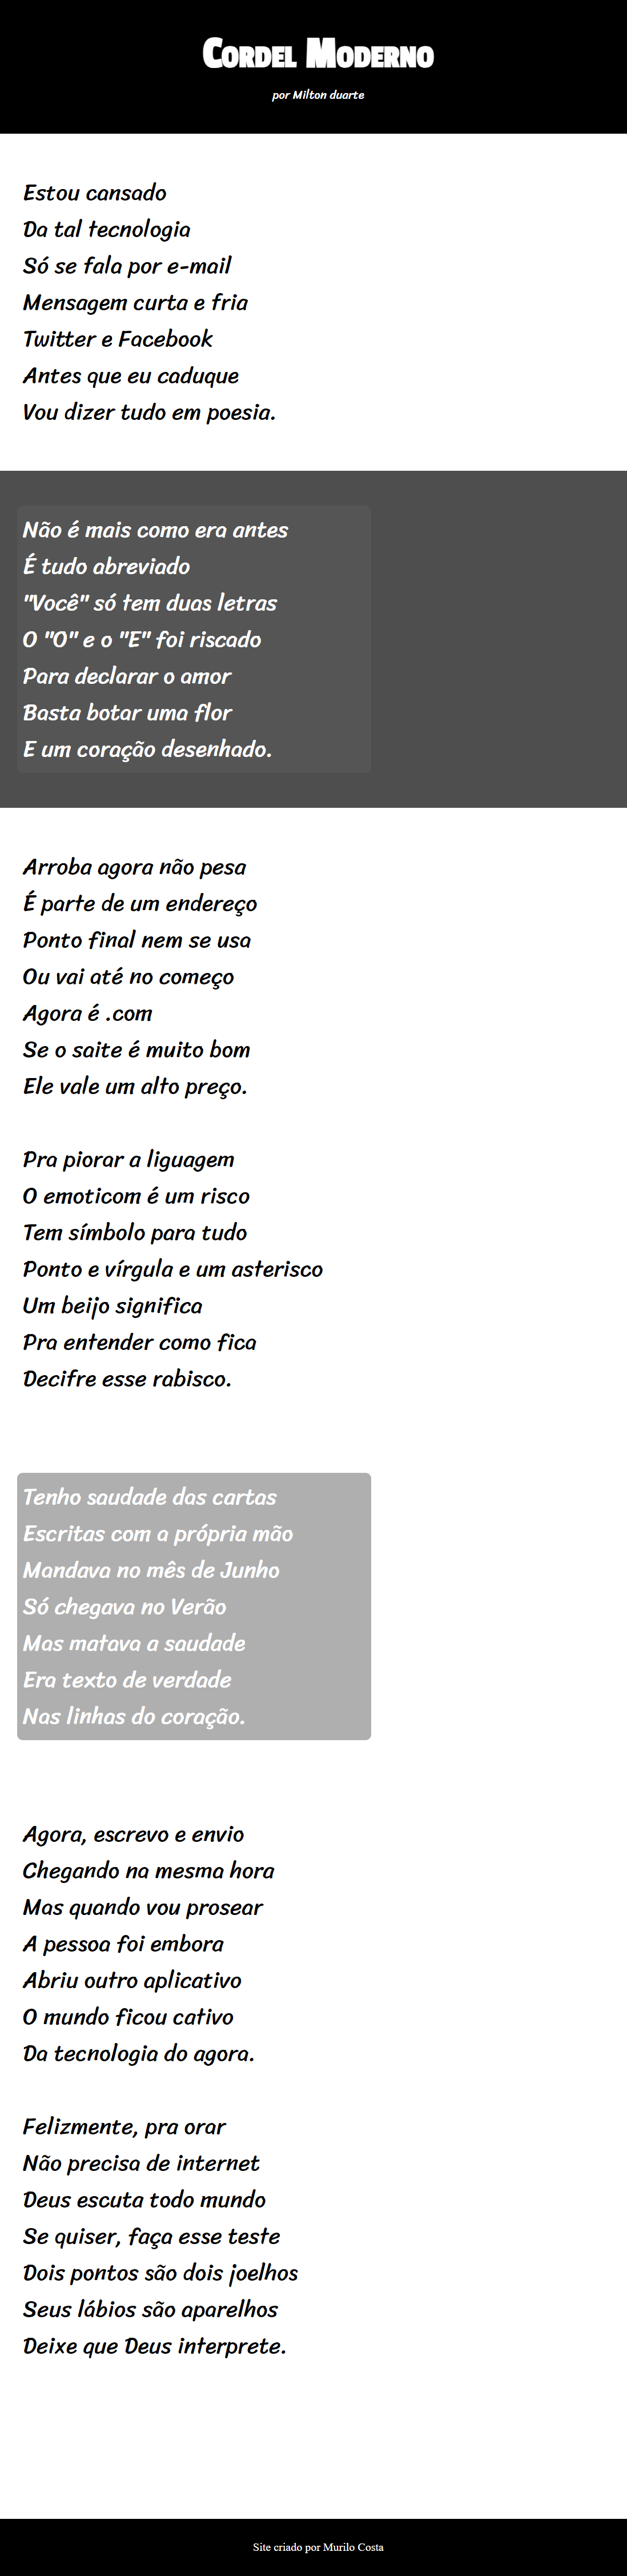 Cordel Moderno
por Milton duarte
Estou cansado
Da tal tecnologia
Só se fala por e-mail
Mensagem curta e fria
Twitter e Facebook
Antes que eu caduque
Vou dizer tudo em poesia.
Não é mais como era antes
É tudo abreviado
"Você" só tem duas letras
O "O" e o "E" foi riscado
Para declarar o amor
Basta botar uma flor
E um coração desenhado.
Arroba agora não pesa
É parte de um endereço
Ponto final nem se usa
Ou vai até no começo
Agora é .com
Se o saite é muito bom
Ele vale um alto preço.
Pra piorar a liguagem
O emoticom é um risco
Tem símbolo para tudo
Ponto e vírgula e um asterisco
Um beijo significa
Pra entender como fica
Decifre esse rabisco.
Tenho saudade das cartas
Escritas com a própria mão
Mandava no mês de Junho
Só chegava no Verão
Mas matava a saudade
Era texto de verdade
Nas linhas do coração.
Agora, escrevo e envio
Chegando na mesma hora
Mas quando vou prosear
A pessoa foi embora
Abriu outro aplicativo
O mundo ficou cativo
Da tecnologia do agora.
Felizmente, pra orar
Não precisa de internet
Deus escuta todo mundo
Se quiser, faça esse teste
Dois pontos são dois joelhos
Seus lábios são aparelhos
Deixe que Deus interprete.
Site criado por Murilo Costa